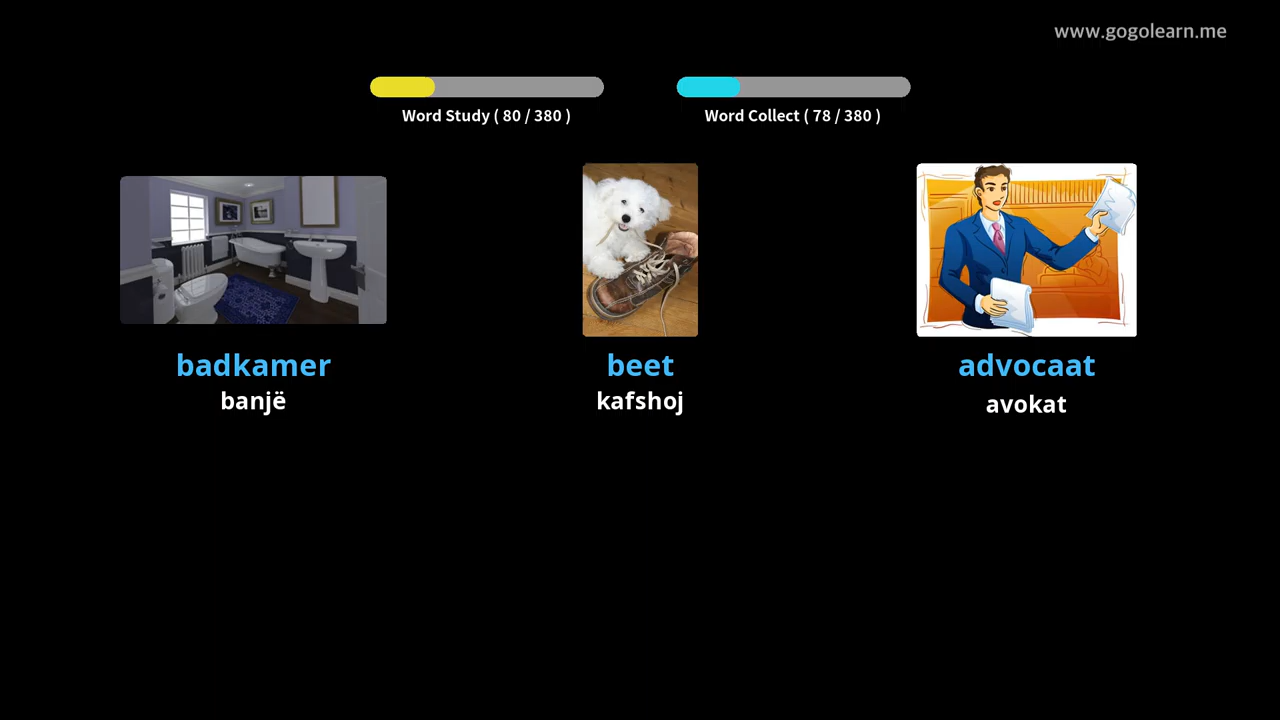 www.gogolearn.me
Word Study ( 80 / 380 )
Word Collect ( 78 / 380 )
badkamer
banjë
beet
kafshoj
advocaat
avokat